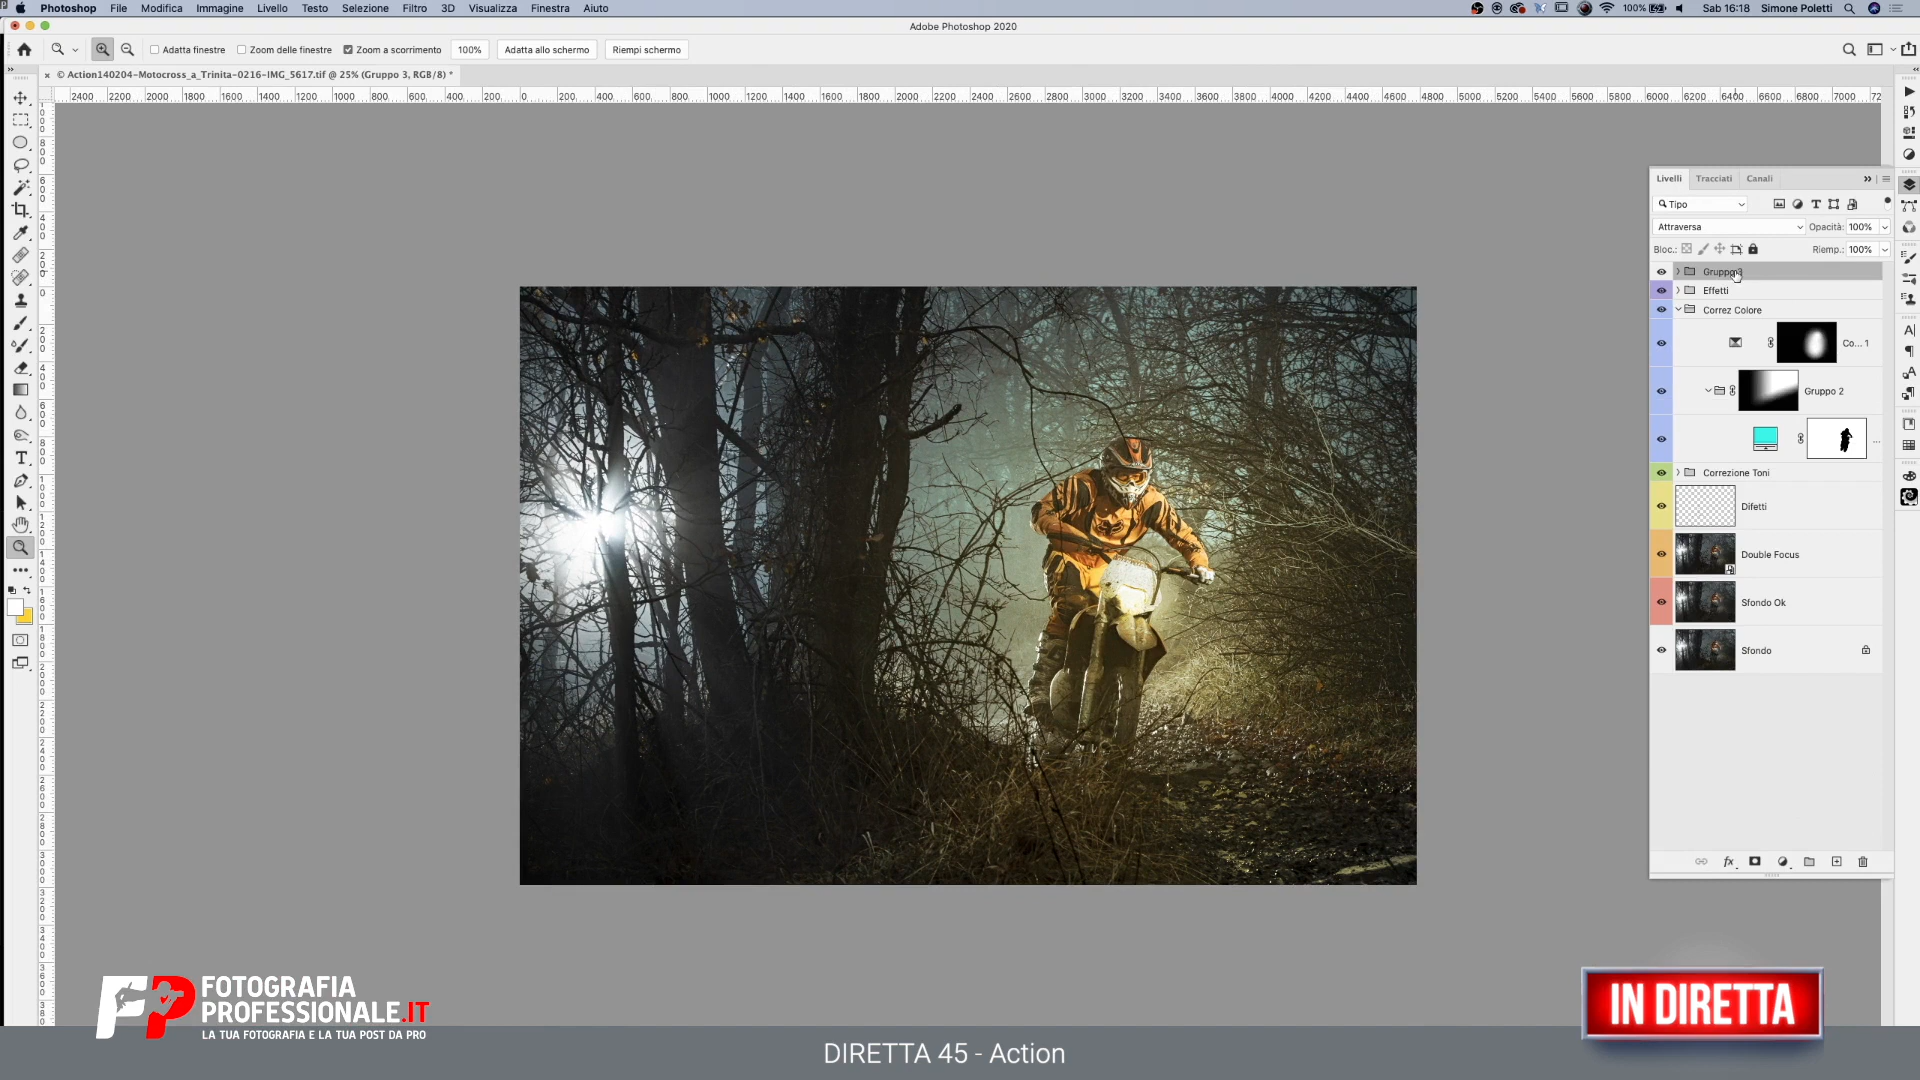 Photoshop File Modifica Immagine Livello Testo Selezione Filtro 3D Visualizza Finestra Aiuto 100% Sab 16:18 Simone Poletti
Adobe Photoshop 2020
Adatta finestre Zoom delle finestre Zoom a scorrimento 100% Adatta allo schermo Riempi schermo
© Action140204-Motocross_a_Trinita-0216-IMG_5617.tif @ 25% (Gruppo 3, RGB/8) *
2400 2200 2000 1800 1600 1400 1200 1000 800 600 400 200 0 200 400 600 800 1000 1200 1400 1600 1800 2000 2200 2400 2600 2800 3000 3200 3400 3600 3800 4000 4200 4400 4600 4800 5000 5200 5400 5600 5800 6000 6200 6400 6600 6800 7000 72
Livelli Tracciati Canali
Tipo
Attraversa Opacità: 100%
Bloc.: Riemp.: 100%
Gruppo 3
Effetti
Correz Colore
Co... 1
Gruppo 2
...
Correzione Toni
Difetti
Double Focus
Sfondo Ok
Sfondo
fx
FP FOTOGRAFIA
PROFESSIONALE.IT
LA TUA FOTOGRAFIA E LA TUA POST DA PRO
IN DIRETTA
DIRETTA 45 - Action